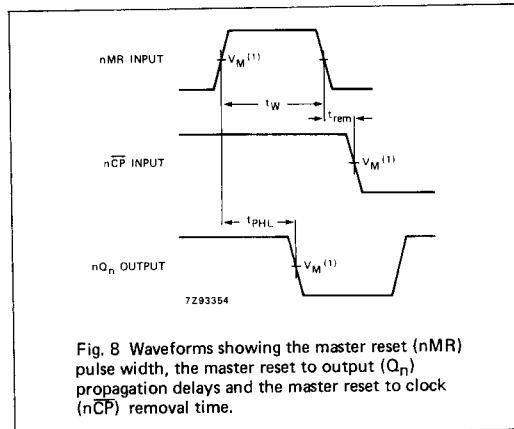 nMR INPUT
VM(1)
tW
trem
nCP INPUT
VM(1)
tPHL
nQn OUTPUT
VM(1)
7Z93354
Fig. 8 Waveforms showing the master reset (nMR)
pulse width, the master reset to output (Qn)
propagation delays and the master reset to clock
(nCP) removal time.